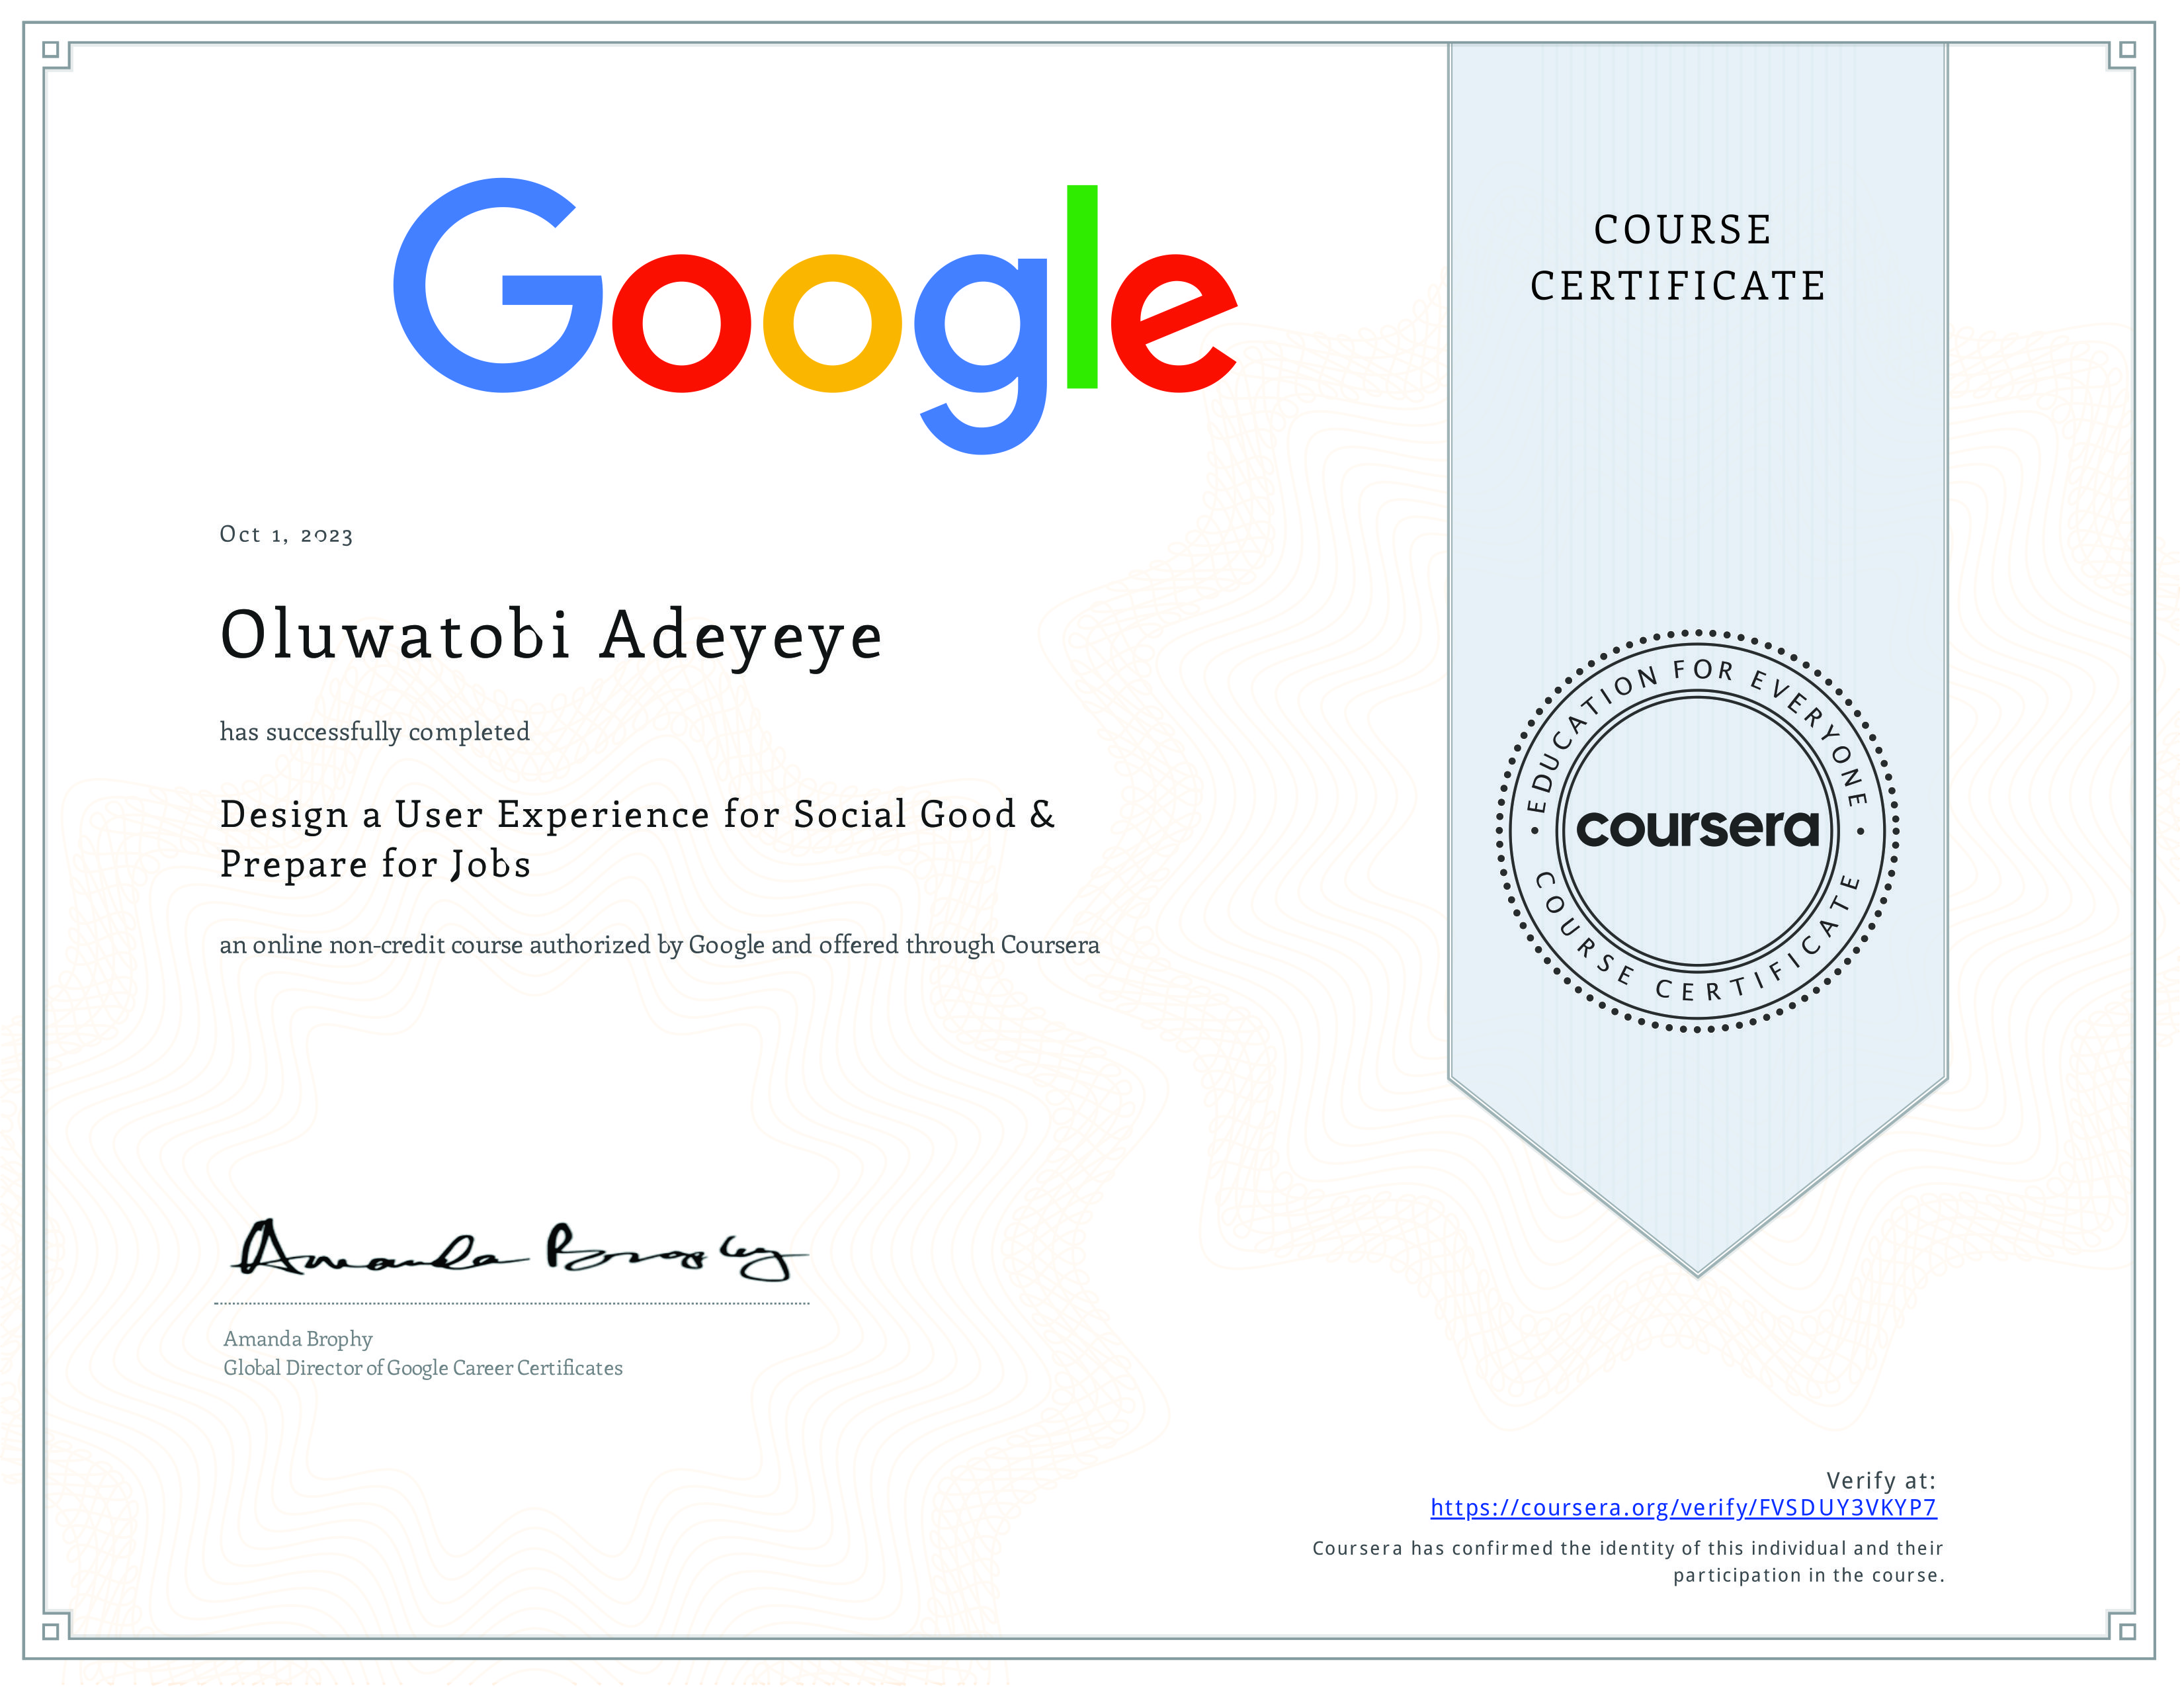 Google
COURSE
CERTIFICATE
Oct 1, 2023
Oluwatobi Adeyeye
has successfully completed
Design a User Experience for Social Good &
Prepare for Jobs
an online non-credit course authorized by Google and offered through Coursera
EDUCATION FOR EVERYONE
coursera
COURSE CERTIFICATE
Amanda Brophy
Amanda Brophy
Global Director of Google Career Certificates
Verify at:
https://coursera.org/verify/FVSDUY3VKYP7
Coursera has confirmed the identity of this individual and their
participation in the course.